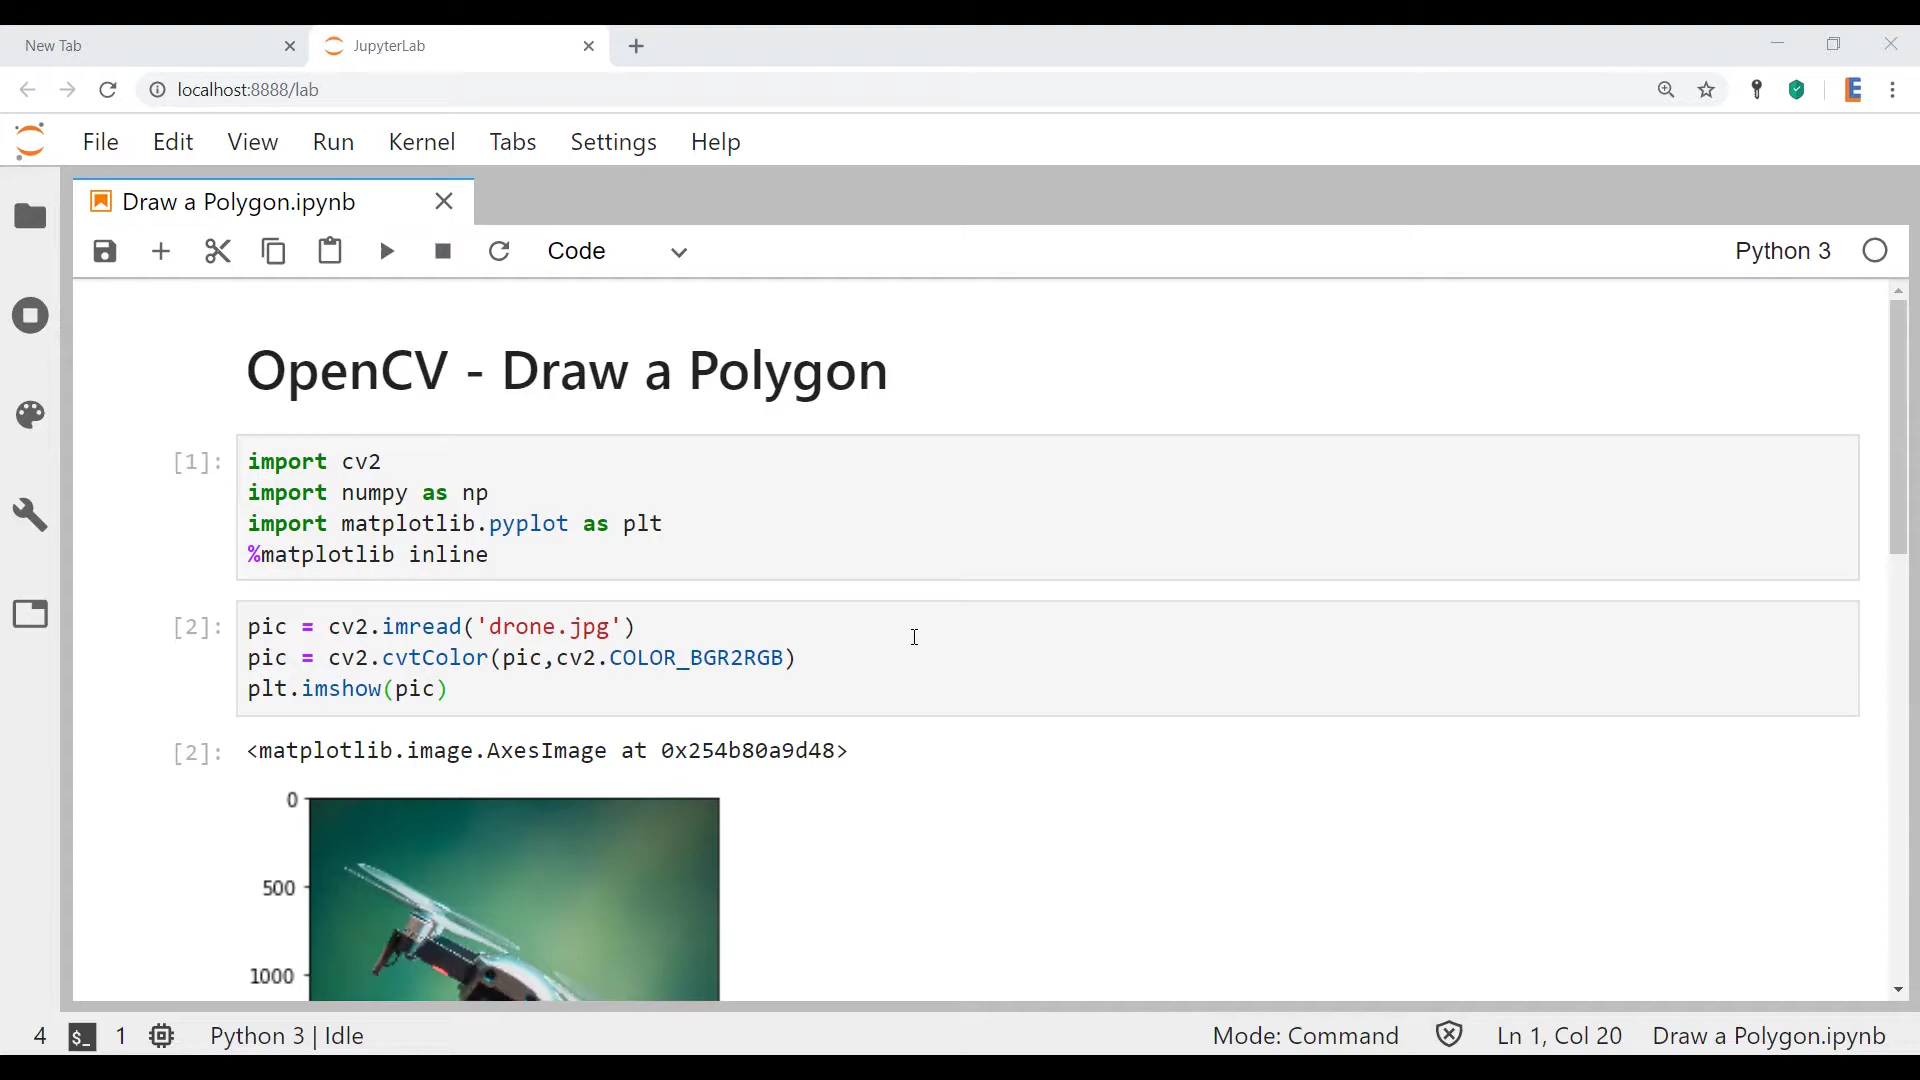 New Tab
JupyterLab
localhost:8888/lab
File Edit View Run Kernel Tabs Settings Help
Draw a Polygon.ipynb
Code
Python 3
OpenCV - Draw a Polygon
[1]:
import cv2
import numpy as np
import matplotlib.pyplot as plt
%matplotlib inline
[2]:
pic = cv2.imread('drone.jpg')
pic = cv2.cvtColor(pic,cv2.COLOR_BGR2RGB)
plt.imshow(pic)
[2]:
<matplotlib.image.AxesImage at 0x254b80a9d48>
0
500
1000
4 $_ 1 Python 3 | Idle Mode: Command Ln 1, Col 20 Draw a Polygon.ipynb